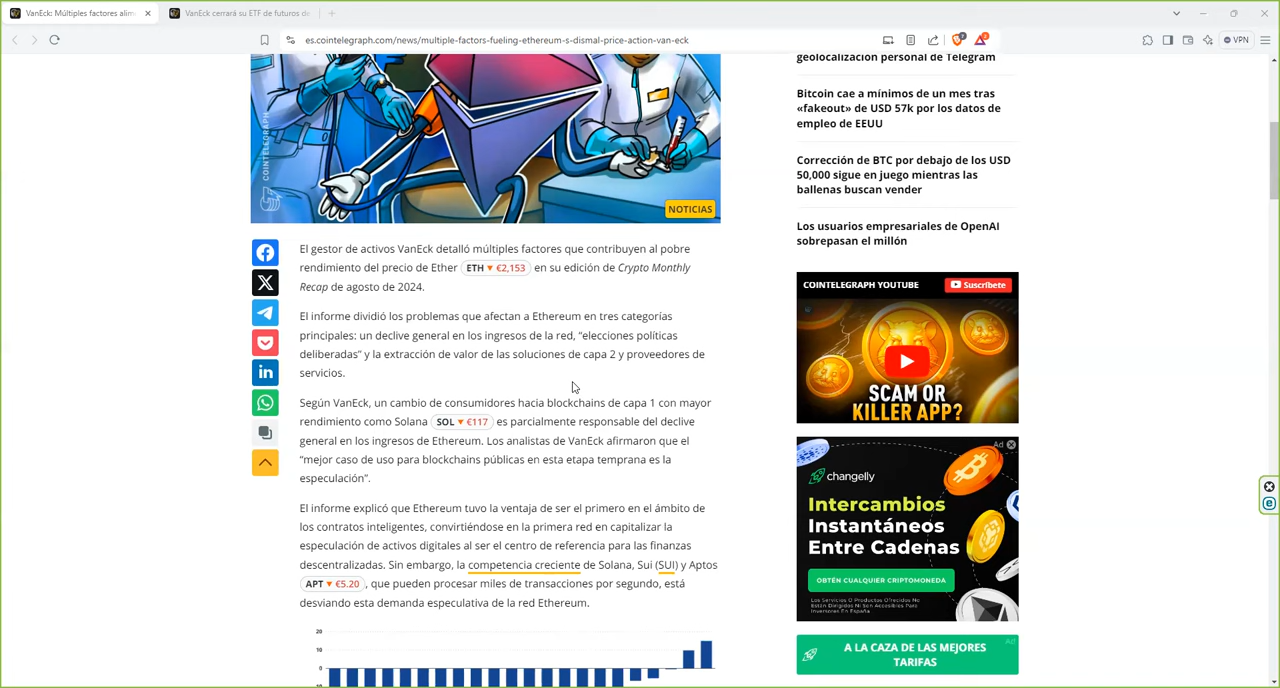 VanEck: Múltiples factores alim
VanEck cerrará su ETF de futuros de
es.cointelegraph.com/news/multiple-factors-fueling-ethereum-s-dismal-price-action-van-eck
VPN
COINTELEGRAPH
NOTICIAS
El gestor de activos VanEck detalló múltiples factores que contribuyen al pobre
rendimiento del precio de Ether ETH ▼ €2,153 en su edición de Crypto Monthly
Recap de agosto de 2024.
El informe dividió los problemas que afectan a Ethereum en tres categorías
principales: un declive general en los ingresos de la red, “elecciones políticas
deliberadas” y la extracción de valor de las soluciones de capa 2 y proveedores de
servicios.
Según VanEck, un cambio de consumidores hacia blockchains de capa 1 con mayor
rendimiento como Solana SOL ▼ €117 es parcialmente responsable del declive
general en los ingresos de Ethereum. Los analistas de VanEck afirmaron que el
“mejor caso de uso para blockchains públicas en esta etapa temprana es la
especulación”.
El informe explicó que Ethereum tuvo la ventaja de ser el primero en el ámbito de
los contratos inteligentes, convirtiéndose en la primera red en capitalizar la
especulación de activos digitales al ser el centro de referencia para las finanzas
descentralizadas. Sin embargo, la competencia creciente de Solana, Sui (SUI) y Aptos
APT ▼ €5.20, que pueden procesar miles de transacciones por segundo, está
desviando esta demanda especulativa de la red Ethereum.
20
10
0
geolocalización personal de Telegram
Bitcoin cae a mínimos de un mes tras
«fakeout» de USD 57k por los datos de
empleo de EEUU
Corrección de BTC por debajo de los USD
50,000 sigue en juego mientras las
ballenas buscan vender
Los usuarios empresariales de OpenAI
sobrepasan el millón
COINTELEGRAPH YOUTUBE
Suscríbete
SCAM OR
KILLER APP?
Ad
changelly
Intercambios
Instantáneos
Entre Cadenas
OBTÉN CUALQUIER CRIPTOMONEDA
Los Servicios O Productos Ofrecidos No
Están Dirigidos Ni Son Accesibles Para
Inversores En España
Ad
A LA CAZA DE LAS MEJORES
TARIFAS